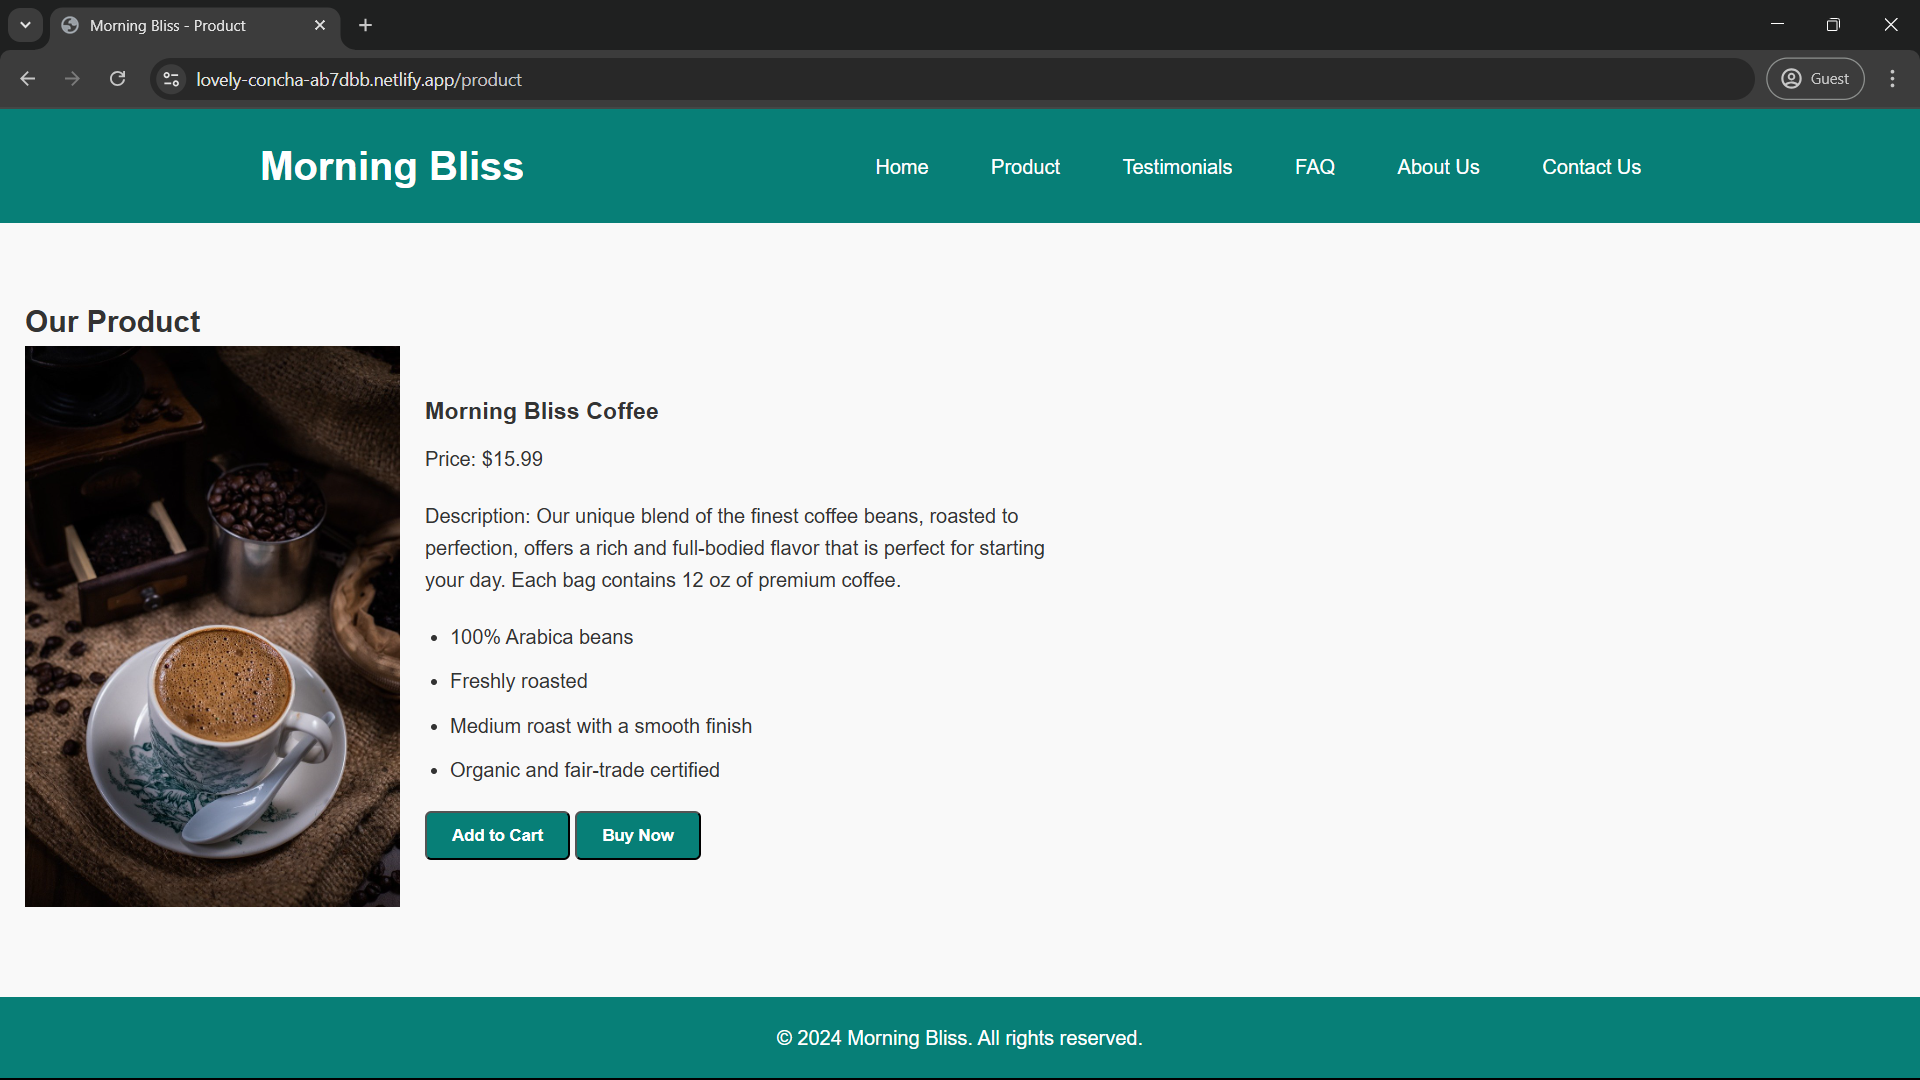 Morning Bliss - Product
lovely-concha-ab7dbb.netlify.app/product
Guest
Morning Bliss
Home Product Testimonials FAQ About Us Contact Us
Our Product
Morning Bliss Coffee
Price: $15.99
Description: Our unique blend of the finest coffee beans, roasted to
perfection, offers a rich and full-bodied flavor that is perfect for starting
your day. Each bag contains 12 oz of premium coffee.
• 100% Arabica beans
• Freshly roasted
• Medium roast with a smooth finish
• Organic and fair-trade certified
Add to Cart Buy Now
© 2024 Morning Bliss. All rights reserved.